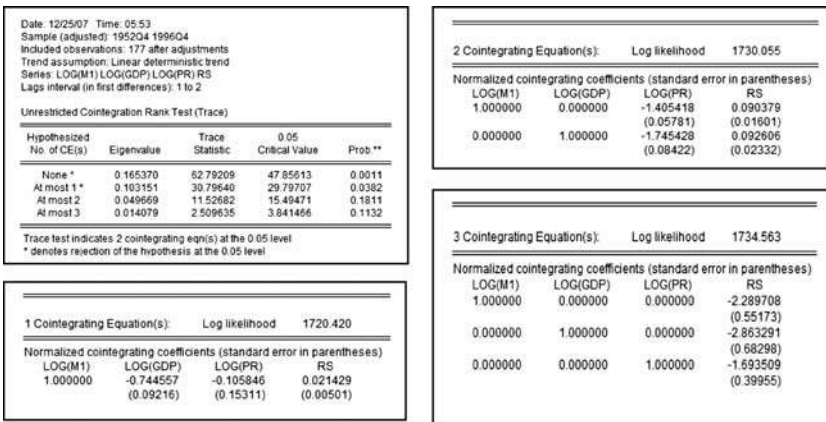 Date: 12/25/07 Time: 05:53
Sample (adjusted): 1952Q4 1996Q4
Included observations: 177 after adjustments
Trend assumption: Linear deterministic trend
Series: LOG(M1) LOG(GDP) LOG(PR) RS
Lags interval (in first differences): 1 to 2
Unrestricted Cointegration Rank Test (Trace)
Hypothesized Trace 0.05
No. of CE(s) Eigenvalue Statistic Critical Value Prob.**
None * 0.165370 62.79209 47.85613 0.0011
At most 1 * 0.103151 30.79640 29.79707 0.0382
At most 2 0.049669 11.52682 15.49471 0.1811
At most 3 0.014079 2.509635 3.841466 0.1132
Trace test indicates 2 cointegrating eqn(s) at the 0.05 level
* denotes rejection of the hypothesis at the 0.05 level
1 Cointegrating Equation(s): Log likelihood 1720.420
Normalized cointegrating coefficients (standard error in parentheses)
LOG(M1) LOG(GDP) LOG(PR) RS
1.000000 -0.744557 -0.105846 0.021429
(0.09216) (0.15311) (0.00501)
2 Cointegrating Equation(s): Log likelihood 1730.055
Normalized cointegrating coefficients (standard error in parentheses)
LOG(M1) LOG(GDP) LOG(PR) RS
1.000000 0.000000 -1.405418 0.090379
(0.05781) (0.01601)
0.000000 1.000000 -1.745428 0.092606
(0.08422) (0.02332)
3 Cointegrating Equation(s): Log likelihood 1734.563
Normalized cointegrating coefficients (standard error in parentheses)
LOG(M1) LOG(GDP) LOG(PR) RS
1.000000 0.000000 0.000000 -2.289708
(0.55173)
0.000000 1.000000 0.000000 -2.863291
(0.68298)
0.000000 0.000000 1.000000 -1.693509
(0.39955)